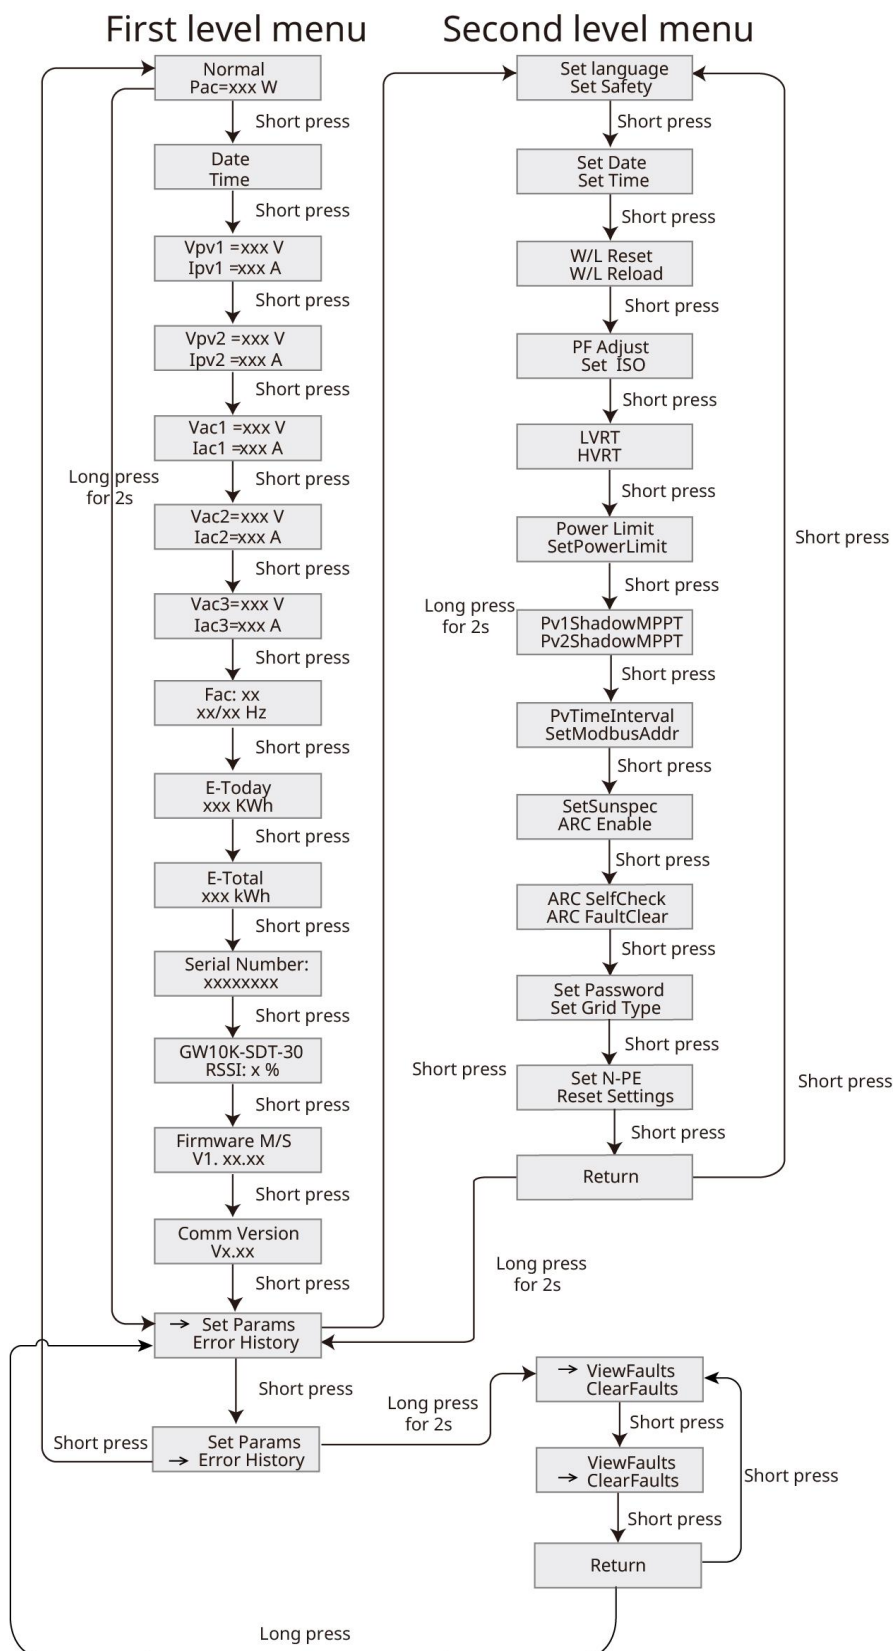 First level menu
Normal
Pac=xxx W
Short press
Date
Time
Short press
Vpv1 =xxx V
Ipv1 =xxx A
Short press
Vpv2 =xxx V
Ipv2 =xxx A
Short press
Vac1 =xxx V
Iac1 =xxx A
Long press
for 2s
Short press
Vac2=xxx V
Iac2=xxx A
Short press
Vac3=xxx V
Iac3=xxx A
Short press
Fac: xx
xx/xx Hz
Short press
E-Today
xxx KWh
Short press
E-Total
xxx kWh
Short press
Serial Number:
xxxxxxxx
Short press
GW10K-SDT-30
RSSI: x %
Short press
Firmware M/S
V1. xx.xx
Short press
Comm Version
Vx.xx
Short press
→ Set Params
Error History
Short press
Short press
Set Params
→ Error History
Second level menu
Set language
Set Safety
Short press
Set Date
Set Time
Short press
W/L Reset
W/L Reload
Short press
PF Adjust
Set ISO
Short press
LVRT
HVRT
Short press
Power Limit
SetPowerLimit
Short press
Short press
Long press
for 2s
Pv1ShadowMPPT
Pv2ShadowMPPT
Short press
PvTimeInterval
SetModbusAddr
Short press
SetSunspec
ARC Enable
Short press
ARC SelfCheck
ARC FaultClear
Short press
Set Password
Set Grid Type
Short press
Short press
Set N-PE
Reset Settings
Short press
Short press
Return
Long press
for 2s
Long press
for 2s
→ ViewFaults
ClearFaults
Short press
ViewFaults
→ ClearFaults
Short press
Short press
Return
Long press